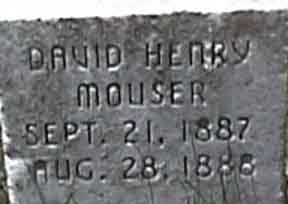 DAVID HENRY
MOUSER
SEPT. 21, 1887
AUG. 28, 1888